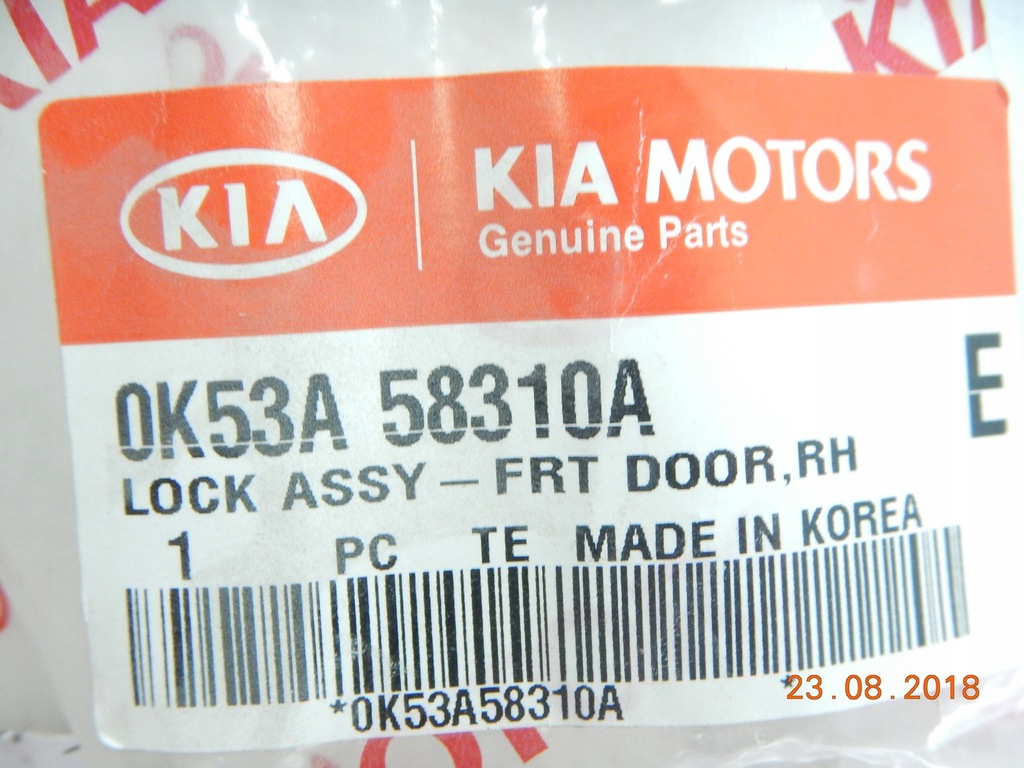 KIA
KIA MOTORS
Genuine Parts
0K53A 58310A
E
LOCK ASSY – FRT DOOR,RH
1 PC TE MADE IN KOREA
*0K53A58310A *
23.08.2018